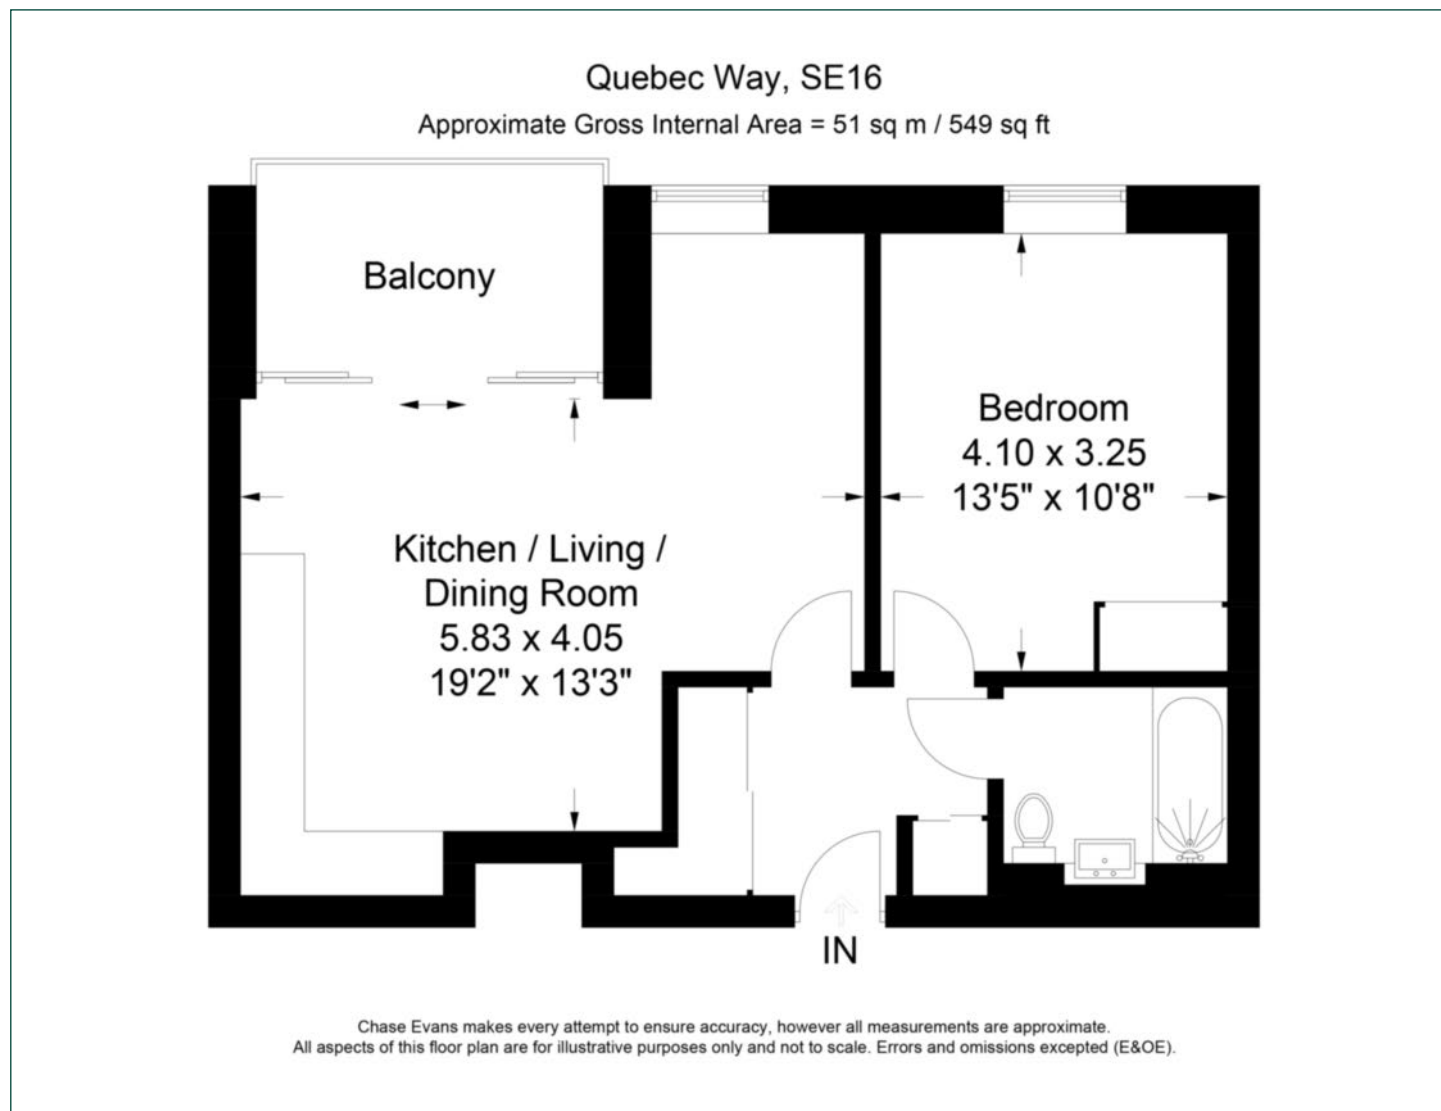 Quebec Way, SE16
Approximate Gross Internal Area = 51 sq m / 549 sq ft
Balcony
Bedroom
4.10 x 3.25
13'5" x 10'8"
Kitchen / Living /
Dining Room
5.83 x 4.05
19'2" x 13'3"
IN
Chase Evans makes every attempt to ensure accuracy, however all measurements are approximate.
All aspects of this floor plan are for illustrative purposes only and not to scale. Errors and omissions excepted (E&OE).